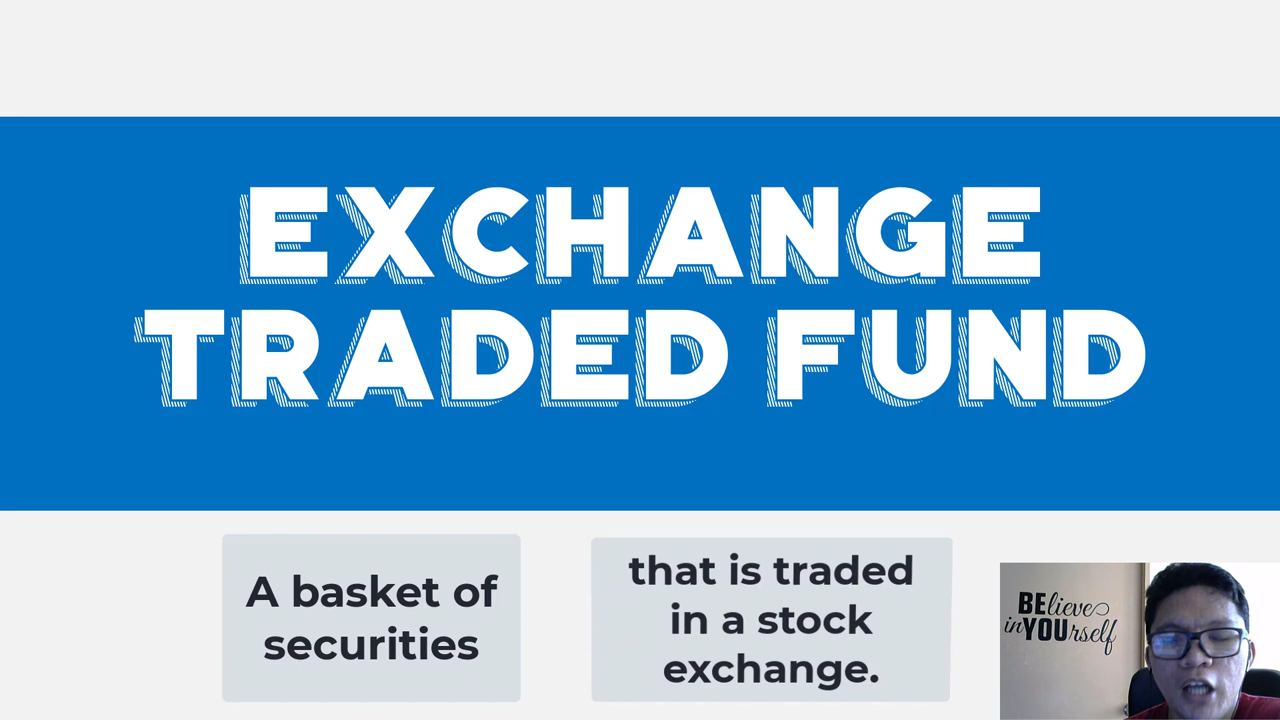 EXCHANGE
TRADED FUND
A basket of
securities
that is traded
in a stock
exchange.
BElieve
inYOUrself